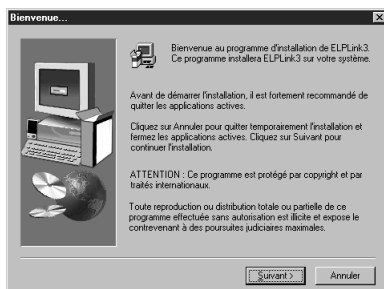 Bienvenue...
Bienvenue au programme d'installation de ELPLink3.
Ce programme installera ELPLink3 sur votre système.
Avant de démarrer l'installation, il est fortement recommandé de
quitter les applications actives.
Cliquez sur Annuler pour quitter temporairement l'installation et
fermez les applications actives. Cliquez sur Suivant pour
continuer l'installation.
ATTENTION : Ce programme est protégé par copyright et par
traités internationaux.
Toute reproduction ou distribution totale ou partielle de ce
programme effectuée sans autorisation est illicite et expose le
contrevenant à des poursuites judiciaires maximales.
Suivant >
Annuler